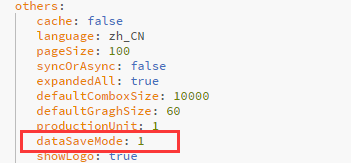 others:
cache: false
language: zh_CN
pageSize: 100
syncOrAsync: false
expandedAll: true
defaultComboxSize: 10000
defaultGraghSize: 60
productionUnit: 1
dataSaveMode: 1
showLogo: true